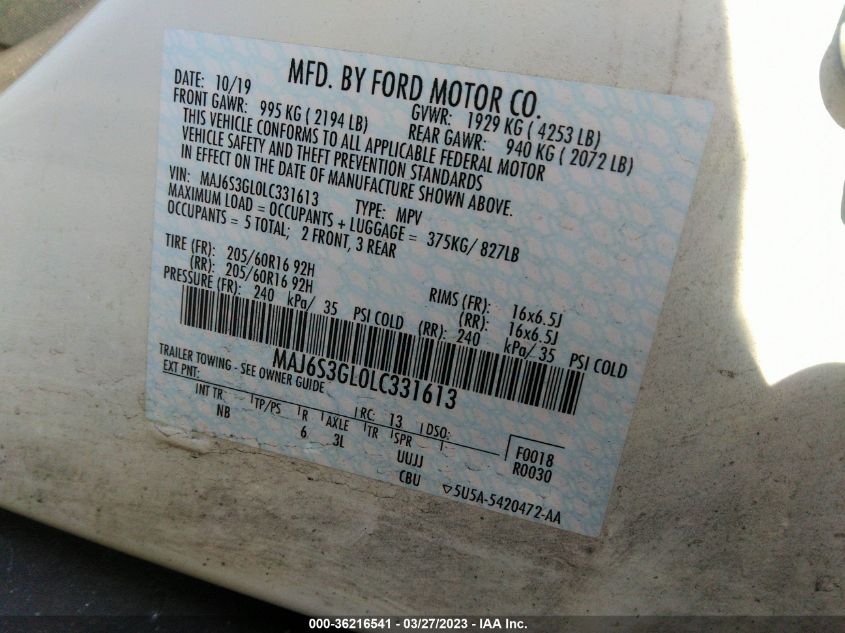 MFD. BY FORD MOTOR CO.
DATE: 10/19 GVWR: 1929 KG ( 4253 LB)
FRONT GAWR: 995 KG ( 2194 LB) REAR GAWR: 940 KG ( 2072 LB)
THIS VEHICLE CONFORMS TO ALL APPLICABLE FEDERAL MOTOR
VEHICLE SAFETY AND THEFT PREVENTION STANDARDS
IN EFFECT ON THE DATE OF MANUFACTURE SHOWN ABOVE.
VIN: MAJ6S3GL0LC331613 TYPE: MPV
MAXIMUM LOAD = OCCUPANTS + LUGGAGE = 375KG/ 827LB
OCCUPANTS = 5 TOTAL; 2 FRONT, 3 REAR
TIRE (FR): 205/60R16 92H RIMS (FR): 16x6.5J
(RR): 205/60R16 92H (RR): 16x6.5J
PRESSURE (FR): 240 kPa/ 35 PSI COLD (RR): 240 kPa/ 35 PSI COLD
MAJ6S3GL0LC331613
TRAILER TOWING - SEE OWNER GUIDE
EXT PNT: RC: 13 DSO:
INT TR TP/PS R AXLE TR SPR F0018
NB 6 3L UUJJ R0030
CBU
▽5U5A-5420472-AA
000-36216541 - 03/27/2023 - IAA Inc.